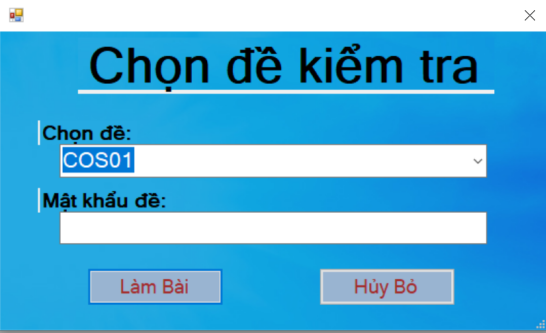 Chọn đề kiểm tra
Chọn đề:
COS01
Mật khẩu đề:
Làm Bài
Hủy Bỏ